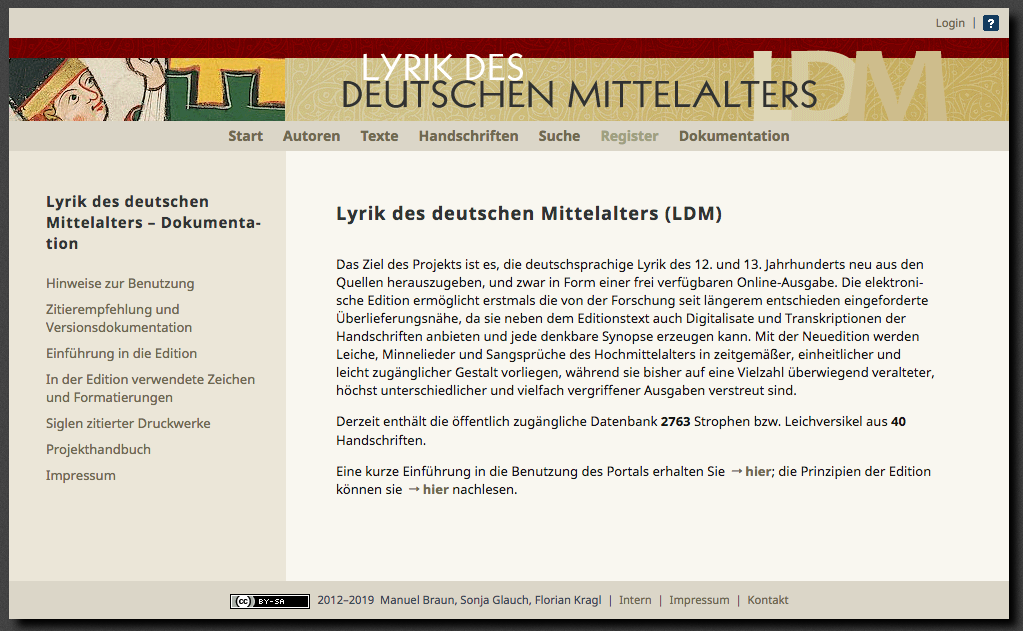 Login | ?
LYRIK DES
DEUTSCHEN MITTELALTERS
LDM
Start Autoren Texte Handschriften Suche Register Dokumentation
Lyrik des deutschen
Mittelalters – Dokumenta-
tion
Hinweise zur Benutzung
Zitierempfehlung und
Versionsdokumentation
Einführung in die Edition
In der Edition verwendete Zeichen
und Formatierungen
Siglen zitierter Druckwerke
Projekthandbuch
Impressum
Lyrik des deutschen Mittelalters (LDM)
Das Ziel des Projekts ist es, die deutschsprachige Lyrik des 12. und 13. Jahrhunderts neu aus den
Quellen herauszugeben, und zwar in Form einer frei verfügbaren Online-Ausgabe. Die elektroni-
sche Edition ermöglicht erstmals die von der Forschung seit längerem entschieden eingeforderte
Überlieferungsnähe, da sie neben dem Editionstext auch Digitalisate und Transkriptionen der
Handschriften anbieten und jede denkbare Synopse erzeugen kann. Mit der Neuedition werden
Leiche, Minnelieder und Sangsprüche des Hochmittelalters in zeitgemäßer, einheitlicher und
leicht zugänglicher Gestalt vorliegen, während sie bisher auf eine Vielzahl überwiegend veralteter,
höchst unterschiedlicher und vielfach vergriffener Ausgaben verstreut sind.
Derzeit enthält die öffentlich zugängliche Datenbank 2763 Strophen bzw. Leichversikel aus 40
Handschriften.
Eine kurze Einführung in die Benutzung des Portals erhalten Sie →hier; die Prinzipien der Edition
können sie →hier nachlesen.
cc BY-SA 2012–2019 Manuel Braun, Sonja Glauch, Florian Kragl | Intern | Impressum | Kontakt